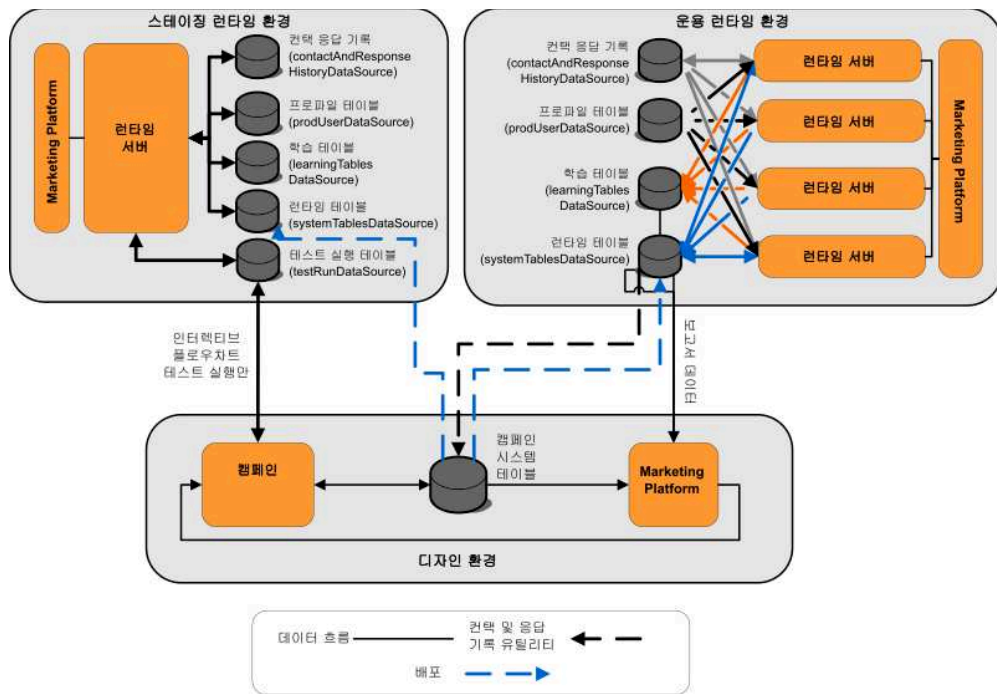 스테이징 런타임 환경
Marketing Platform
런타임
서버
컨택 응답 기록
(contactAndResponse
HistoryDataSource)
프로파일 테이블
(prodUserDataSource)
학습 테이블
(learningTables
DataSource)
런타임 테이블
(systemTablesDataSource)
테스트 실행 테이블
(testRunDataSource)
운용 런타임 환경
컨택 응답 기록
(contactAndResponse
HistoryDataSource)
프로파일 테이블
(prodUserDataSource)
학습 테이블
(learningTables
DataSource)
런타임 테이블
(systemTablesDataSource)
런타임 서버
런타임 서버
런타임 서버
런타임 서버
Marketing Platform
인터랙티브
플로우차트
테스트 실행만
보고서 데이터
캠페인
캠페인
시스템
테이블
Marketing
Platform
디자인 환경
데이터 흐름
컨택 및 응답
기록 유틸리티
배포